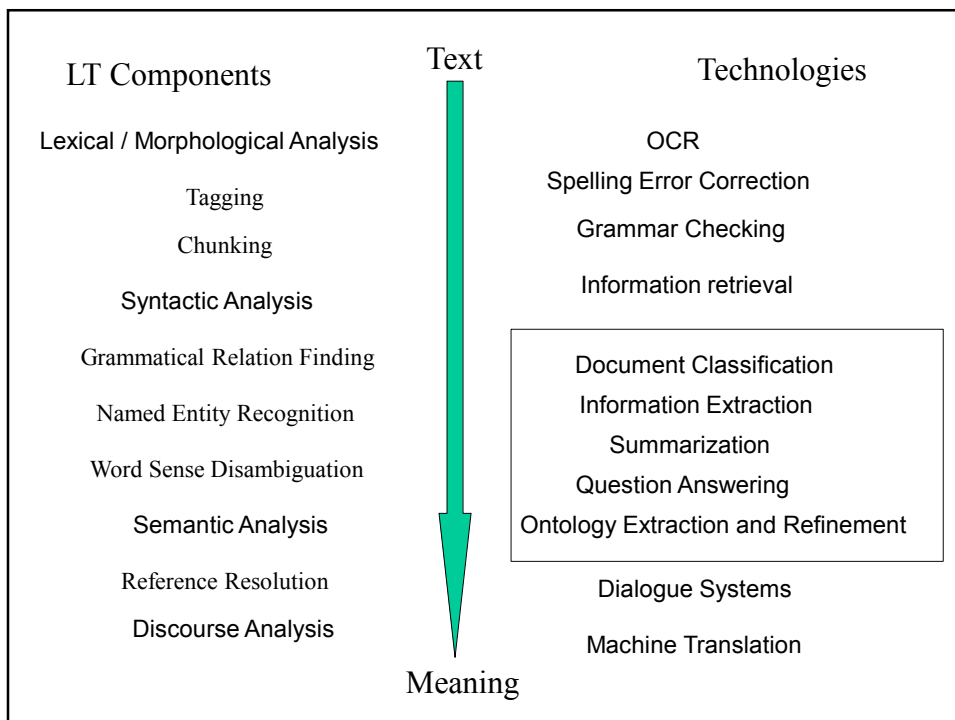 LT Components
Lexical / Morphological Analysis
Tagging
Chunking
Syntactic Analysis
Grammatical Relation Finding
Named Entity Recognition
Word Sense Disambiguation
Semantic Analysis
Reference Resolution
Discourse Analysis
Text
Meaning
Technologies
OCR
Spelling Error Correction
Grammar Checking
Information retrieval
Document Classification
Information Extraction
Summarization
Question Answering
Ontology Extraction and Refinement
Dialogue Systems
Machine Translation